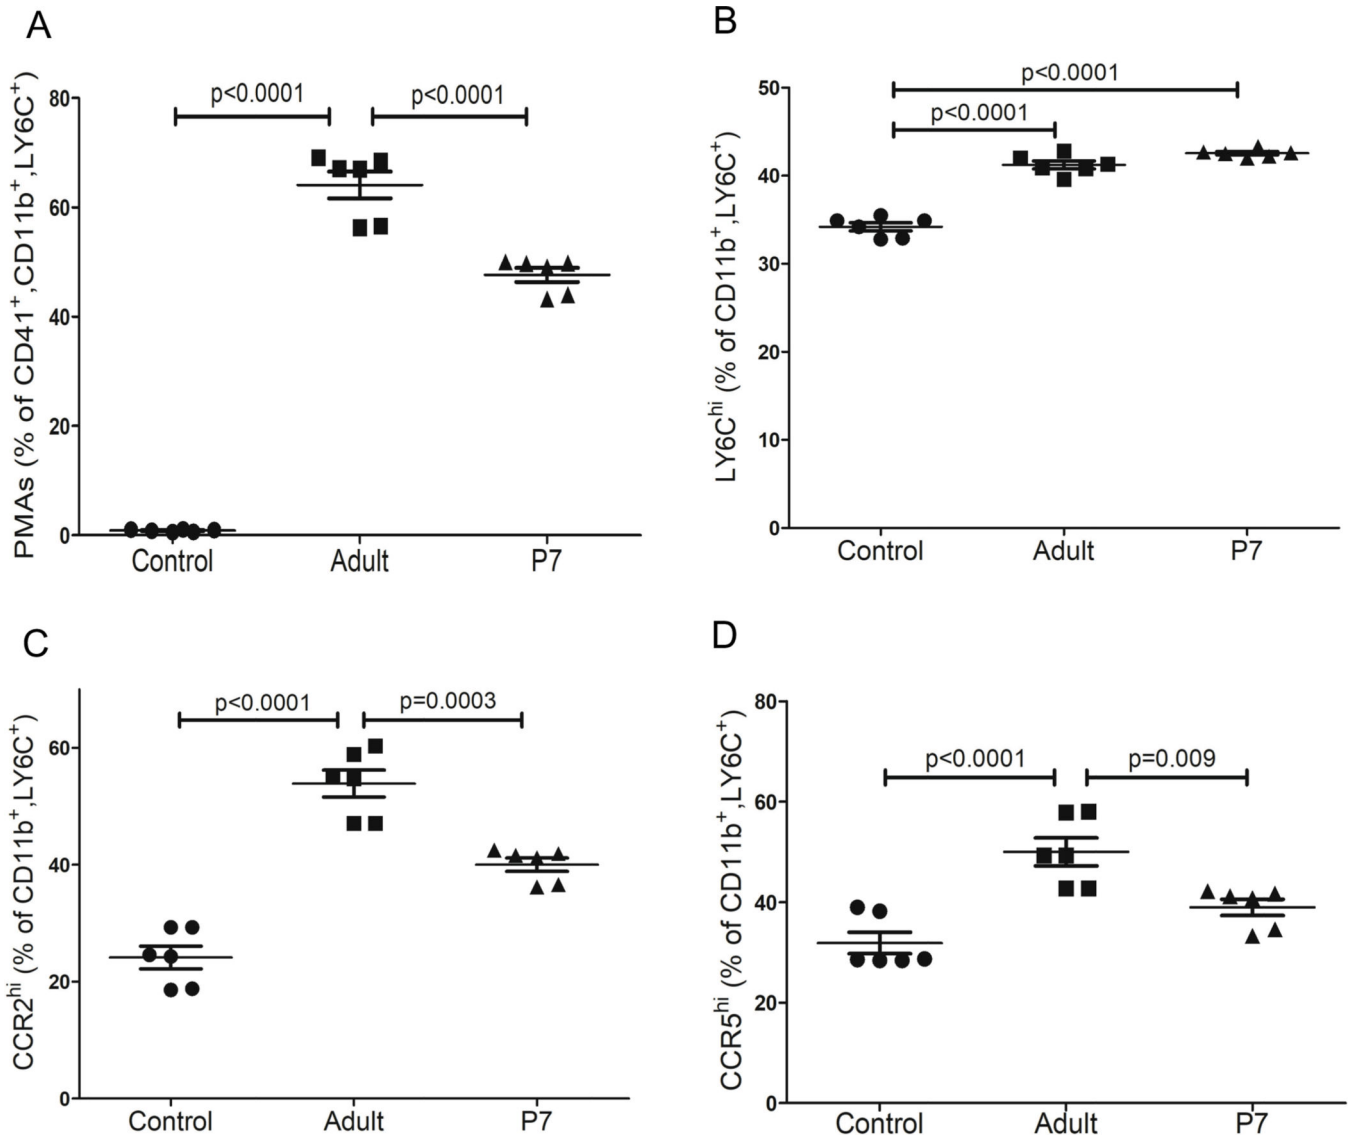 A
PMAs (% of CD41⁺,CD11b⁺,LY6C⁺)
80
60
40
20
0
p<0.0001
p<0.0001
Control
Adult
P7
B
LY6Cʰⁱ (% of CD11b⁺,LY6C⁺)
50
40
30
20
10
0
p<0.0001
p<0.0001
Control
Adult
P7
C
CCR2ʰⁱ (% of CD11b⁺,LY6C⁺)
60
40
20
0
p<0.0001
p=0.0003
Control
Adult
P7
D
CCR5ʰⁱ (% of CD11b⁺,LY6C⁺)
80
60
40
20
0
p<0.0001
p=0.009
Control
Adult
P7